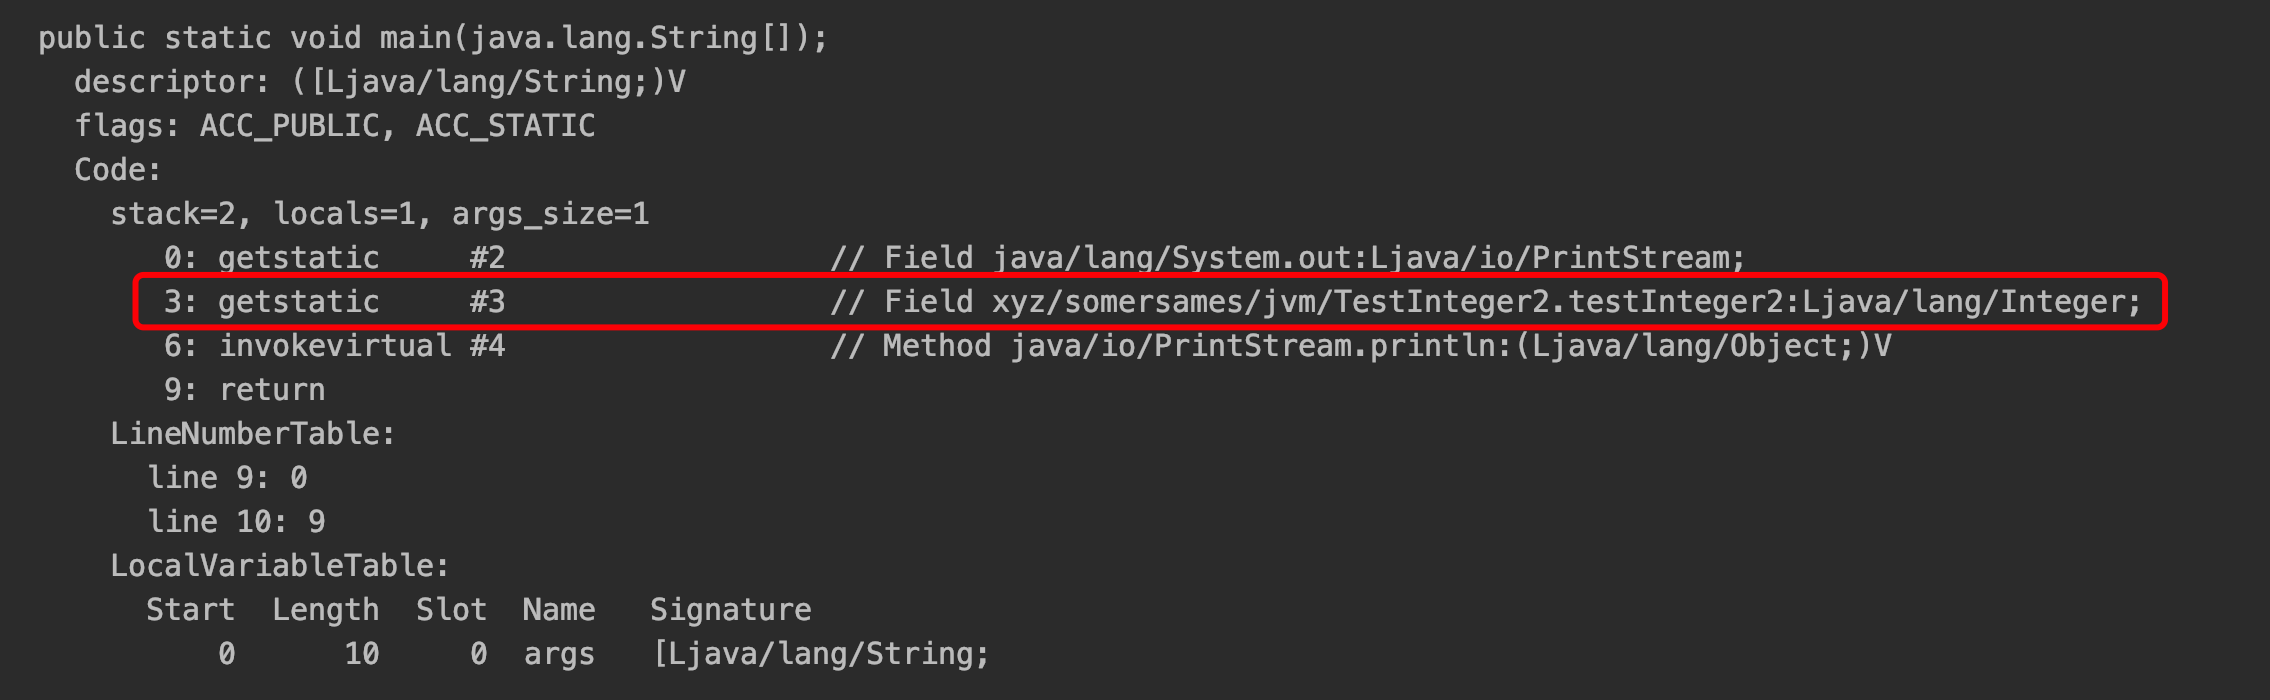 public static void main(java.lang.String[]);
  descriptor: ([Ljava/lang/String;)V
  flags: ACC_PUBLIC, ACC_STATIC
  Code:
    stack=2, locals=1, args_size=1
       0: getstatic     #2                  // Field java/lang/System.out:Ljava/io/PrintStream;
       3: getstatic     #3                  // Field xyz/somersames/jvm/TestInteger2.testInteger2:Ljava/lang/Integer;
       6: invokevirtual #4                  // Method java/io/PrintStream.println:(Ljava/lang/Object;)V
       9: return
    LineNumberTable:
      line 9: 0
      line 10: 9
    LocalVariableTable:
      Start  Length  Slot  Name   Signature
          0      10     0  args   [Ljava/lang/String;